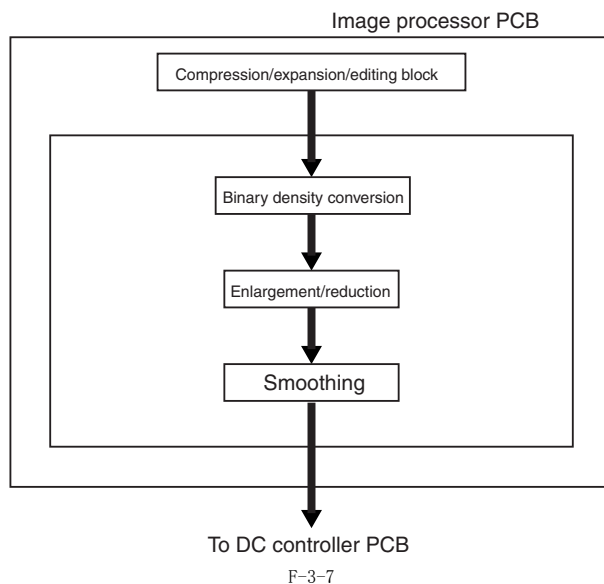 Image processor PCB
Compression/expansion/editing block
Binary density conversion
Enlargement/reduction
Smoothing
To DC controller PCB
F-3-7